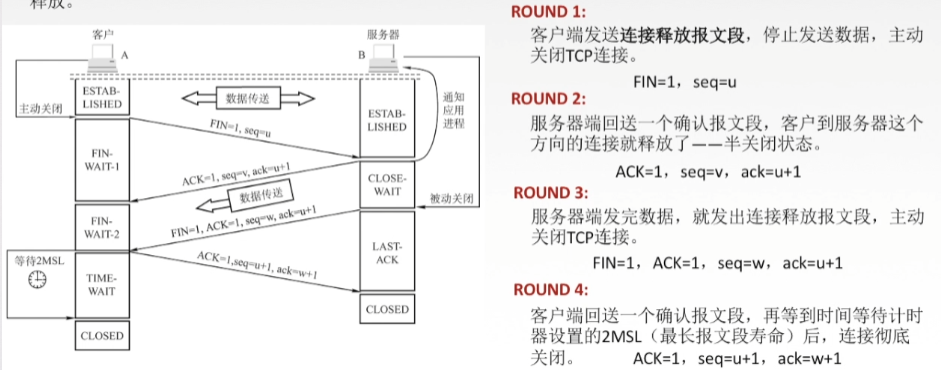 释放。
客户
A
服务器
B
ESTAB-
LISHED
主动关闭
数据传送
ESTAB-
LISHED
通知
应用
进程
FIN=1, seq=u
FIN-
WAIT-1
ACK=1, seq=v, ack=u+1
CLOSE-
WAIT
数据传送
被动关闭
FIN-
WAIT-2
FIN=1, ACK=1, seq=w, ack=u+1
LAST-
ACK
等待2MSL
ACK=1,seq=u+1, ack=w+1
TIME-
WAIT
CLOSED
CLOSED
ROUND 1:
客户端发送连接释放报文段，停止发送数据，主动
关闭TCP连接。
FIN=1，seq=u
ROUND 2:
服务器端回送一个确认报文段，客户到服务器这个
方向的连接就释放了——半关闭状态。
ACK=1，seq=v，ack=u+1
ROUND 3:
服务器端发完数据，就发出连接释放报文段，主动
关闭TCP连接。
FIN=1，ACK=1，seq=w，ack=u+1
ROUND 4:
客户端回送一个确认报文段，再等到时间等待计时
器设置的2MSL（最长报文段寿命）后，连接彻底
关闭。 ACK=1，seq=u+1，ack=w+1